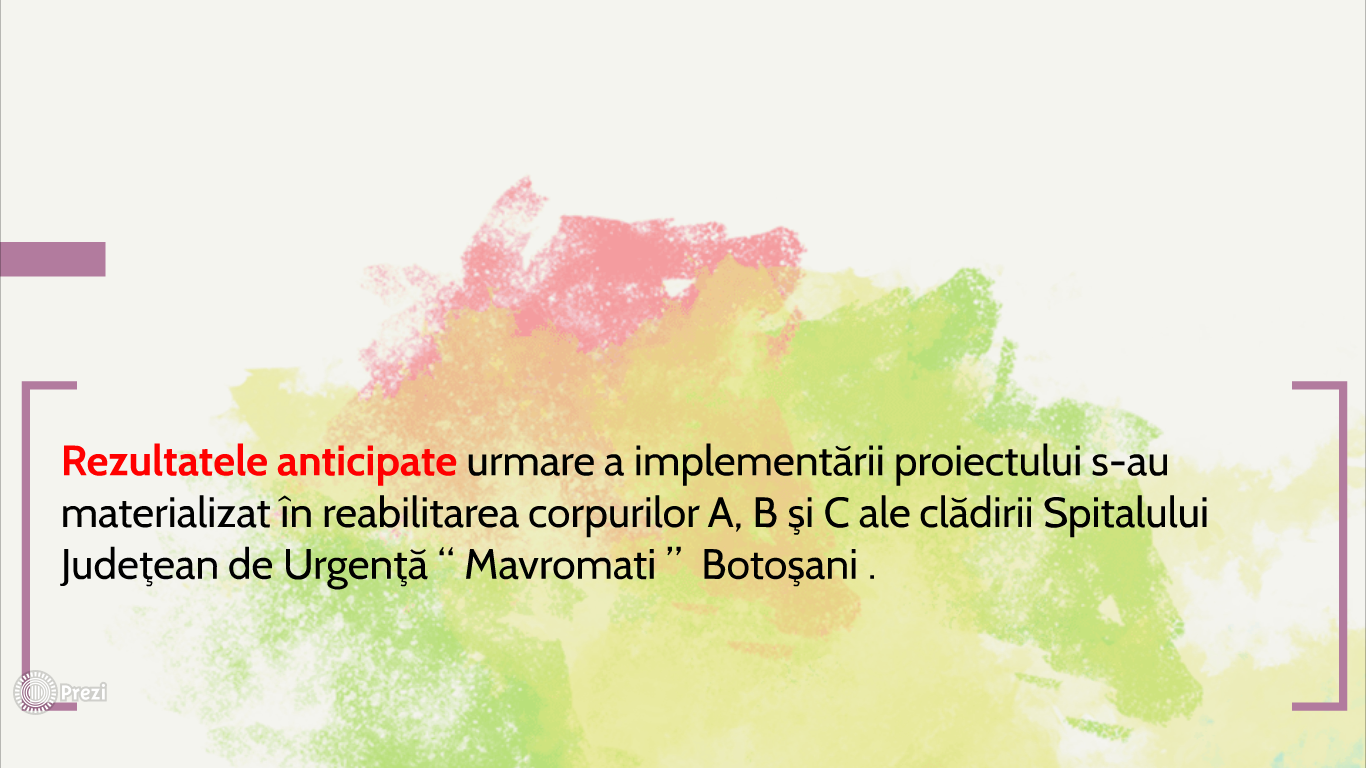 Rezultatele anticipate urmare a implementării proiectului s-au
materializat în reabilitarea corpurilor A, B şi C ale clădirii Spitalului
Judeţean de Urgenţă “ Mavromati ”  Botoşani .
Prezi